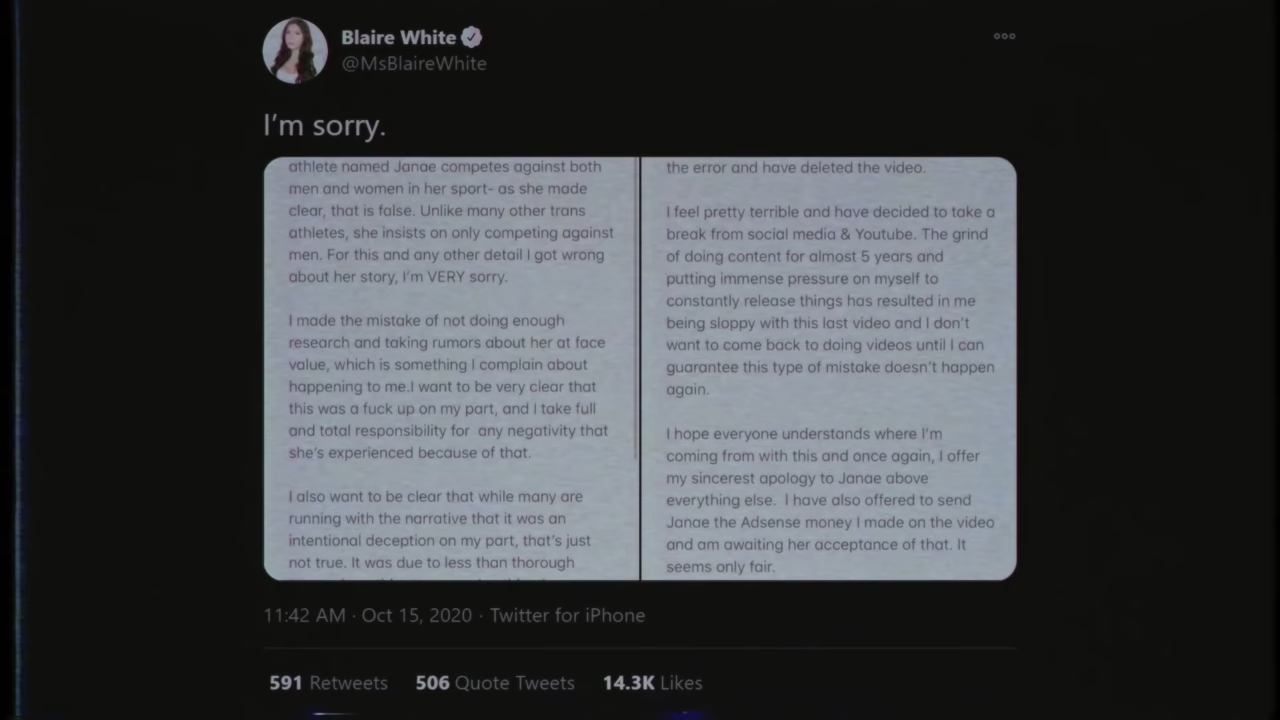 Blaire White
@MsBlaireWhite
I'm sorry.
athlete named Janae competes against both
men and women in her sport- as she made
clear, that is false. Unlike many other trans
athletes, she insists on only competing against
men. For this and any other detail I got wrong
about her story, I'm VERY sorry.
I made the mistake of not doing enough
research and taking rumors about her at face
value, which is something I complain about
happening to me.I want to be very clear that
this was a fuck up on my part, and I take full
and total responsibility for  any negativity that
she's experienced because of that.
I also want to be clear that while many are
running with the narrative that it was an
intentional deception on my part, that's just
not true. It was due to less than thorough
the error and have deleted the video.
I feel pretty terrible and have decided to take a
break from social media & Youtube. The grind
of doing content for almost 5 years and
putting immense pressure on myself to
constantly release things has resulted in me
being sloppy with this last video and I don't
want to come back to doing videos until I can
guarantee this type of mistake doesn't happen
again.
I hope everyone understands where I'm
coming from with this and once again, I offer
my sincerest apology to Janae above
everything else.  I have also offered to send
Janae the Adsense money I made on the video
and am awaiting her acceptance of that. It
seems only fair.
11:42 AM · Oct 15, 2020 · Twitter for iPhone
591 Retweets 506 Quote Tweets 14.3K Likes